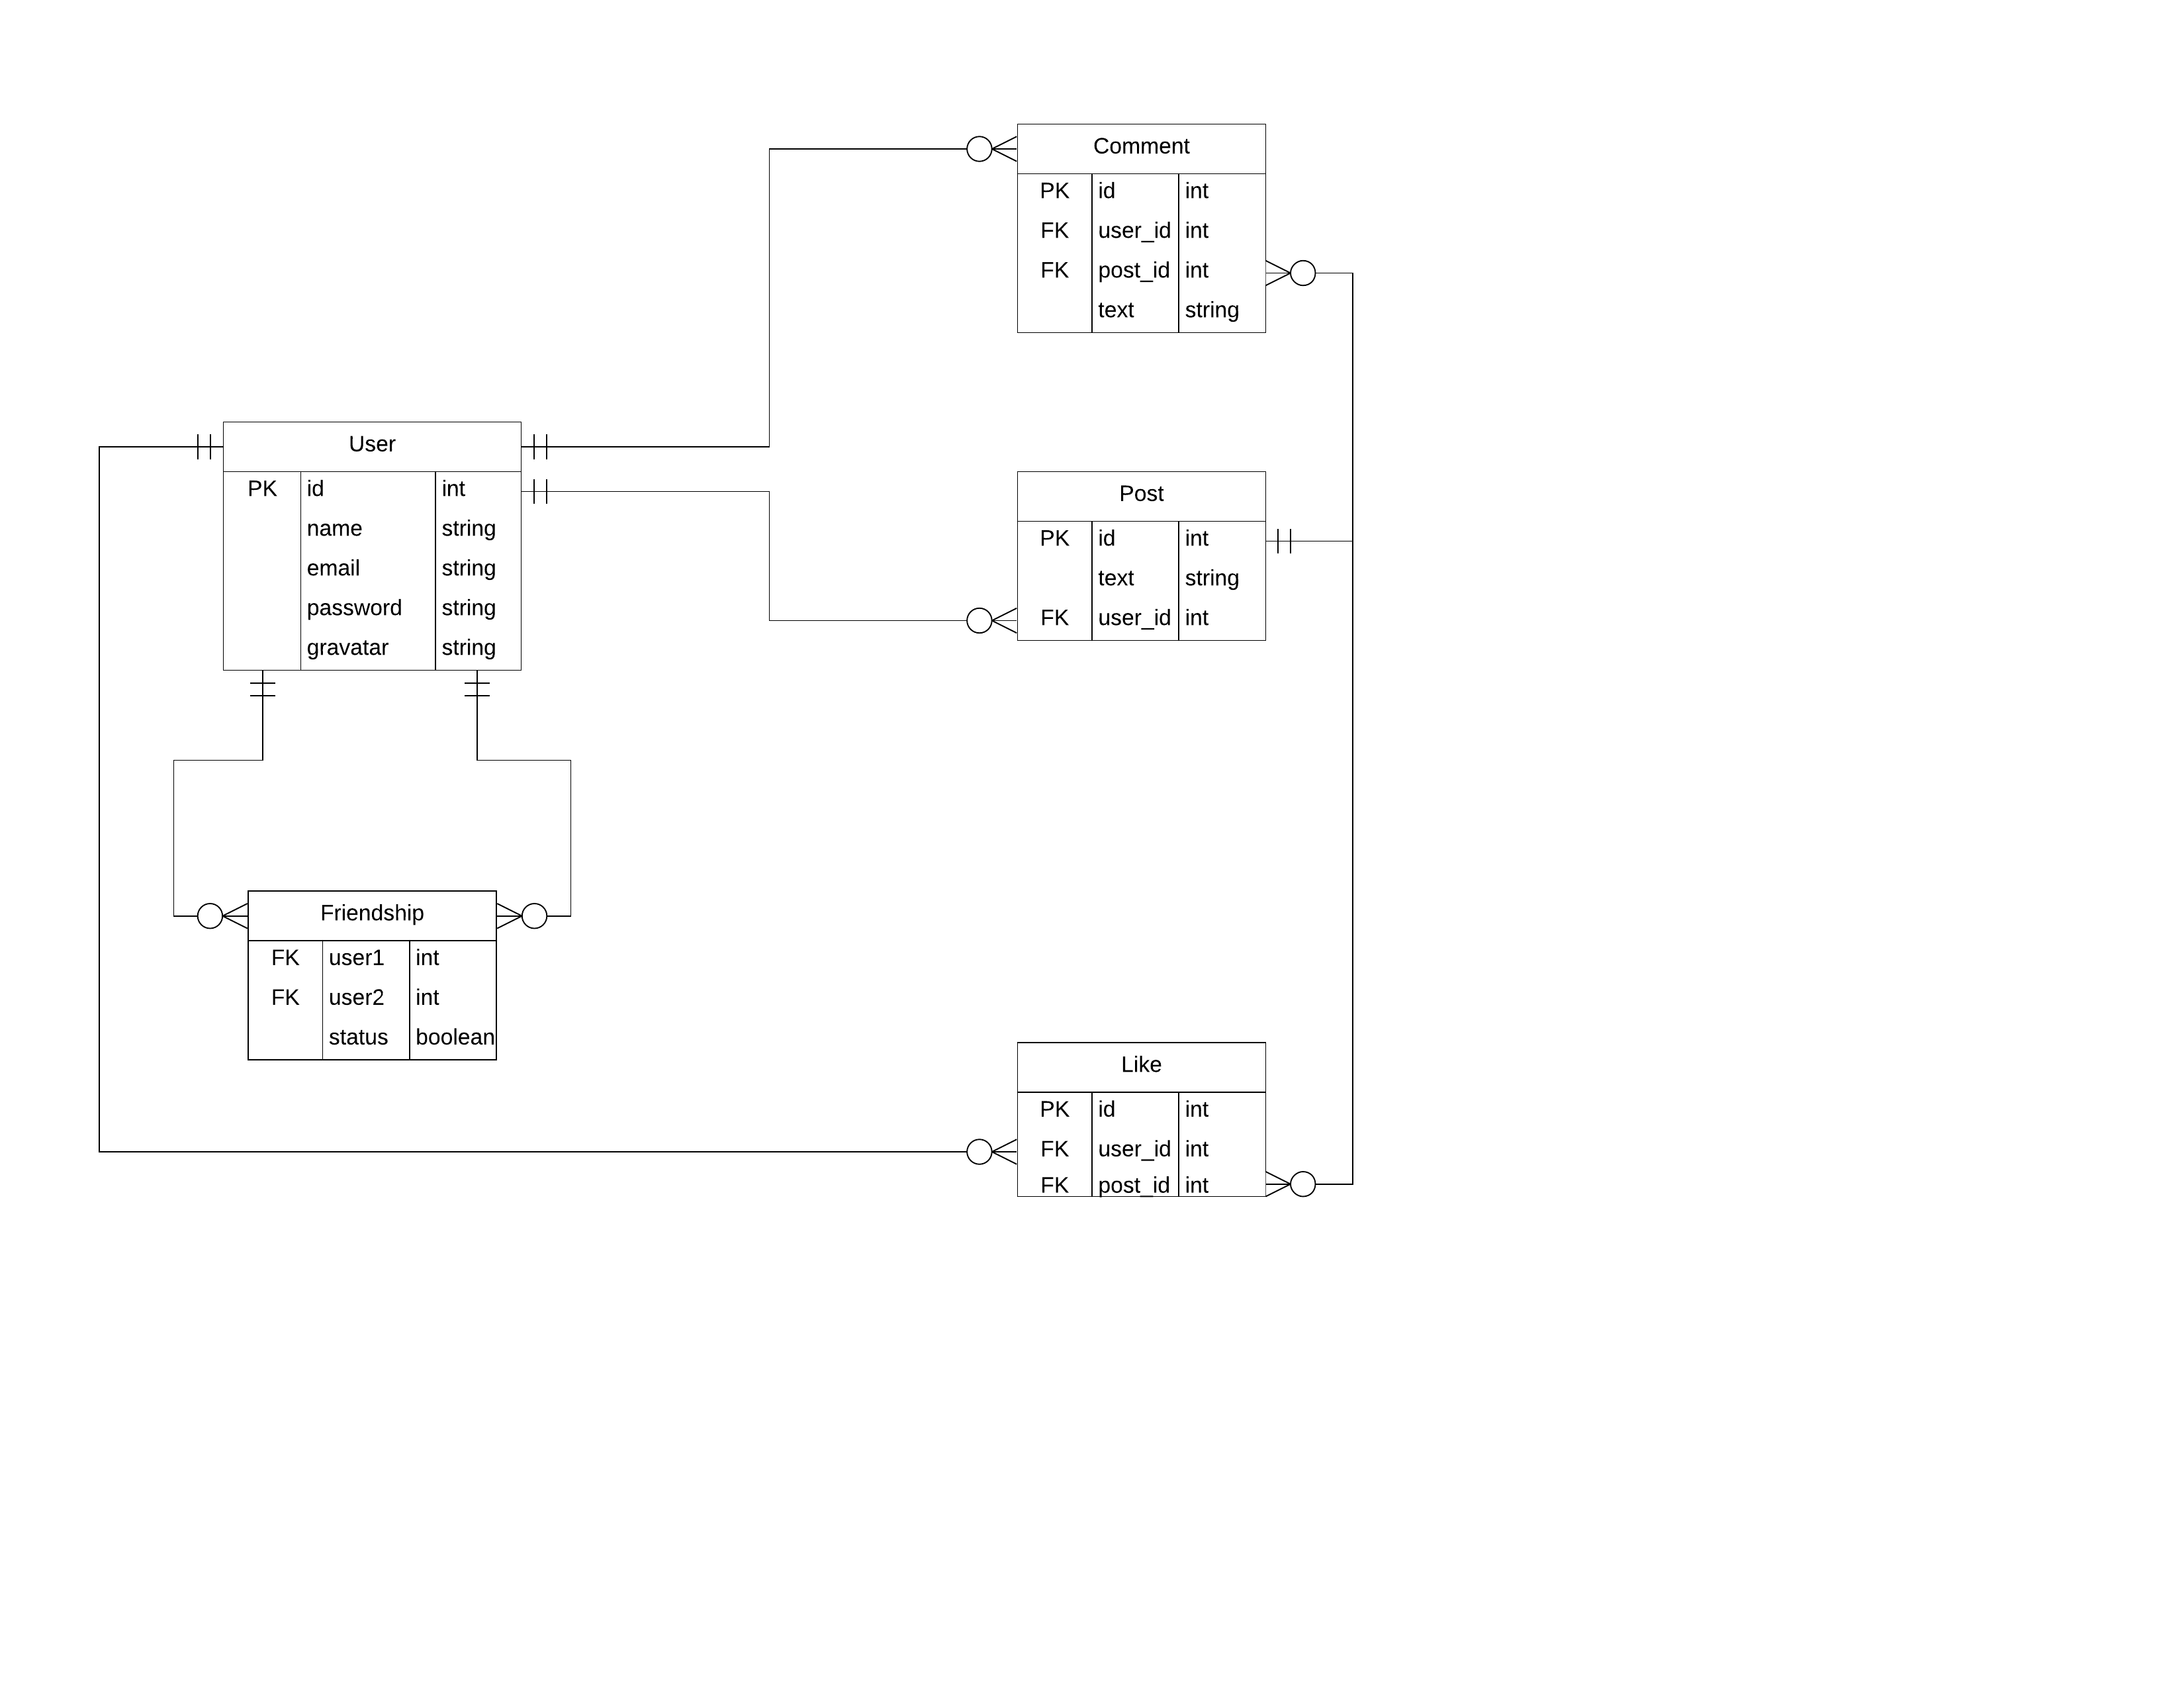 Comment
PK id int
FK user_id int
FK post_id int
text string
User
PK id int
name string
email string
password string
gravatar string
Post
PK id int
text string
FK user_id int
Friendship
FK user1 int
FK user2 int
status boolean
Like
PK id int
FK user_id int
FK post_id int